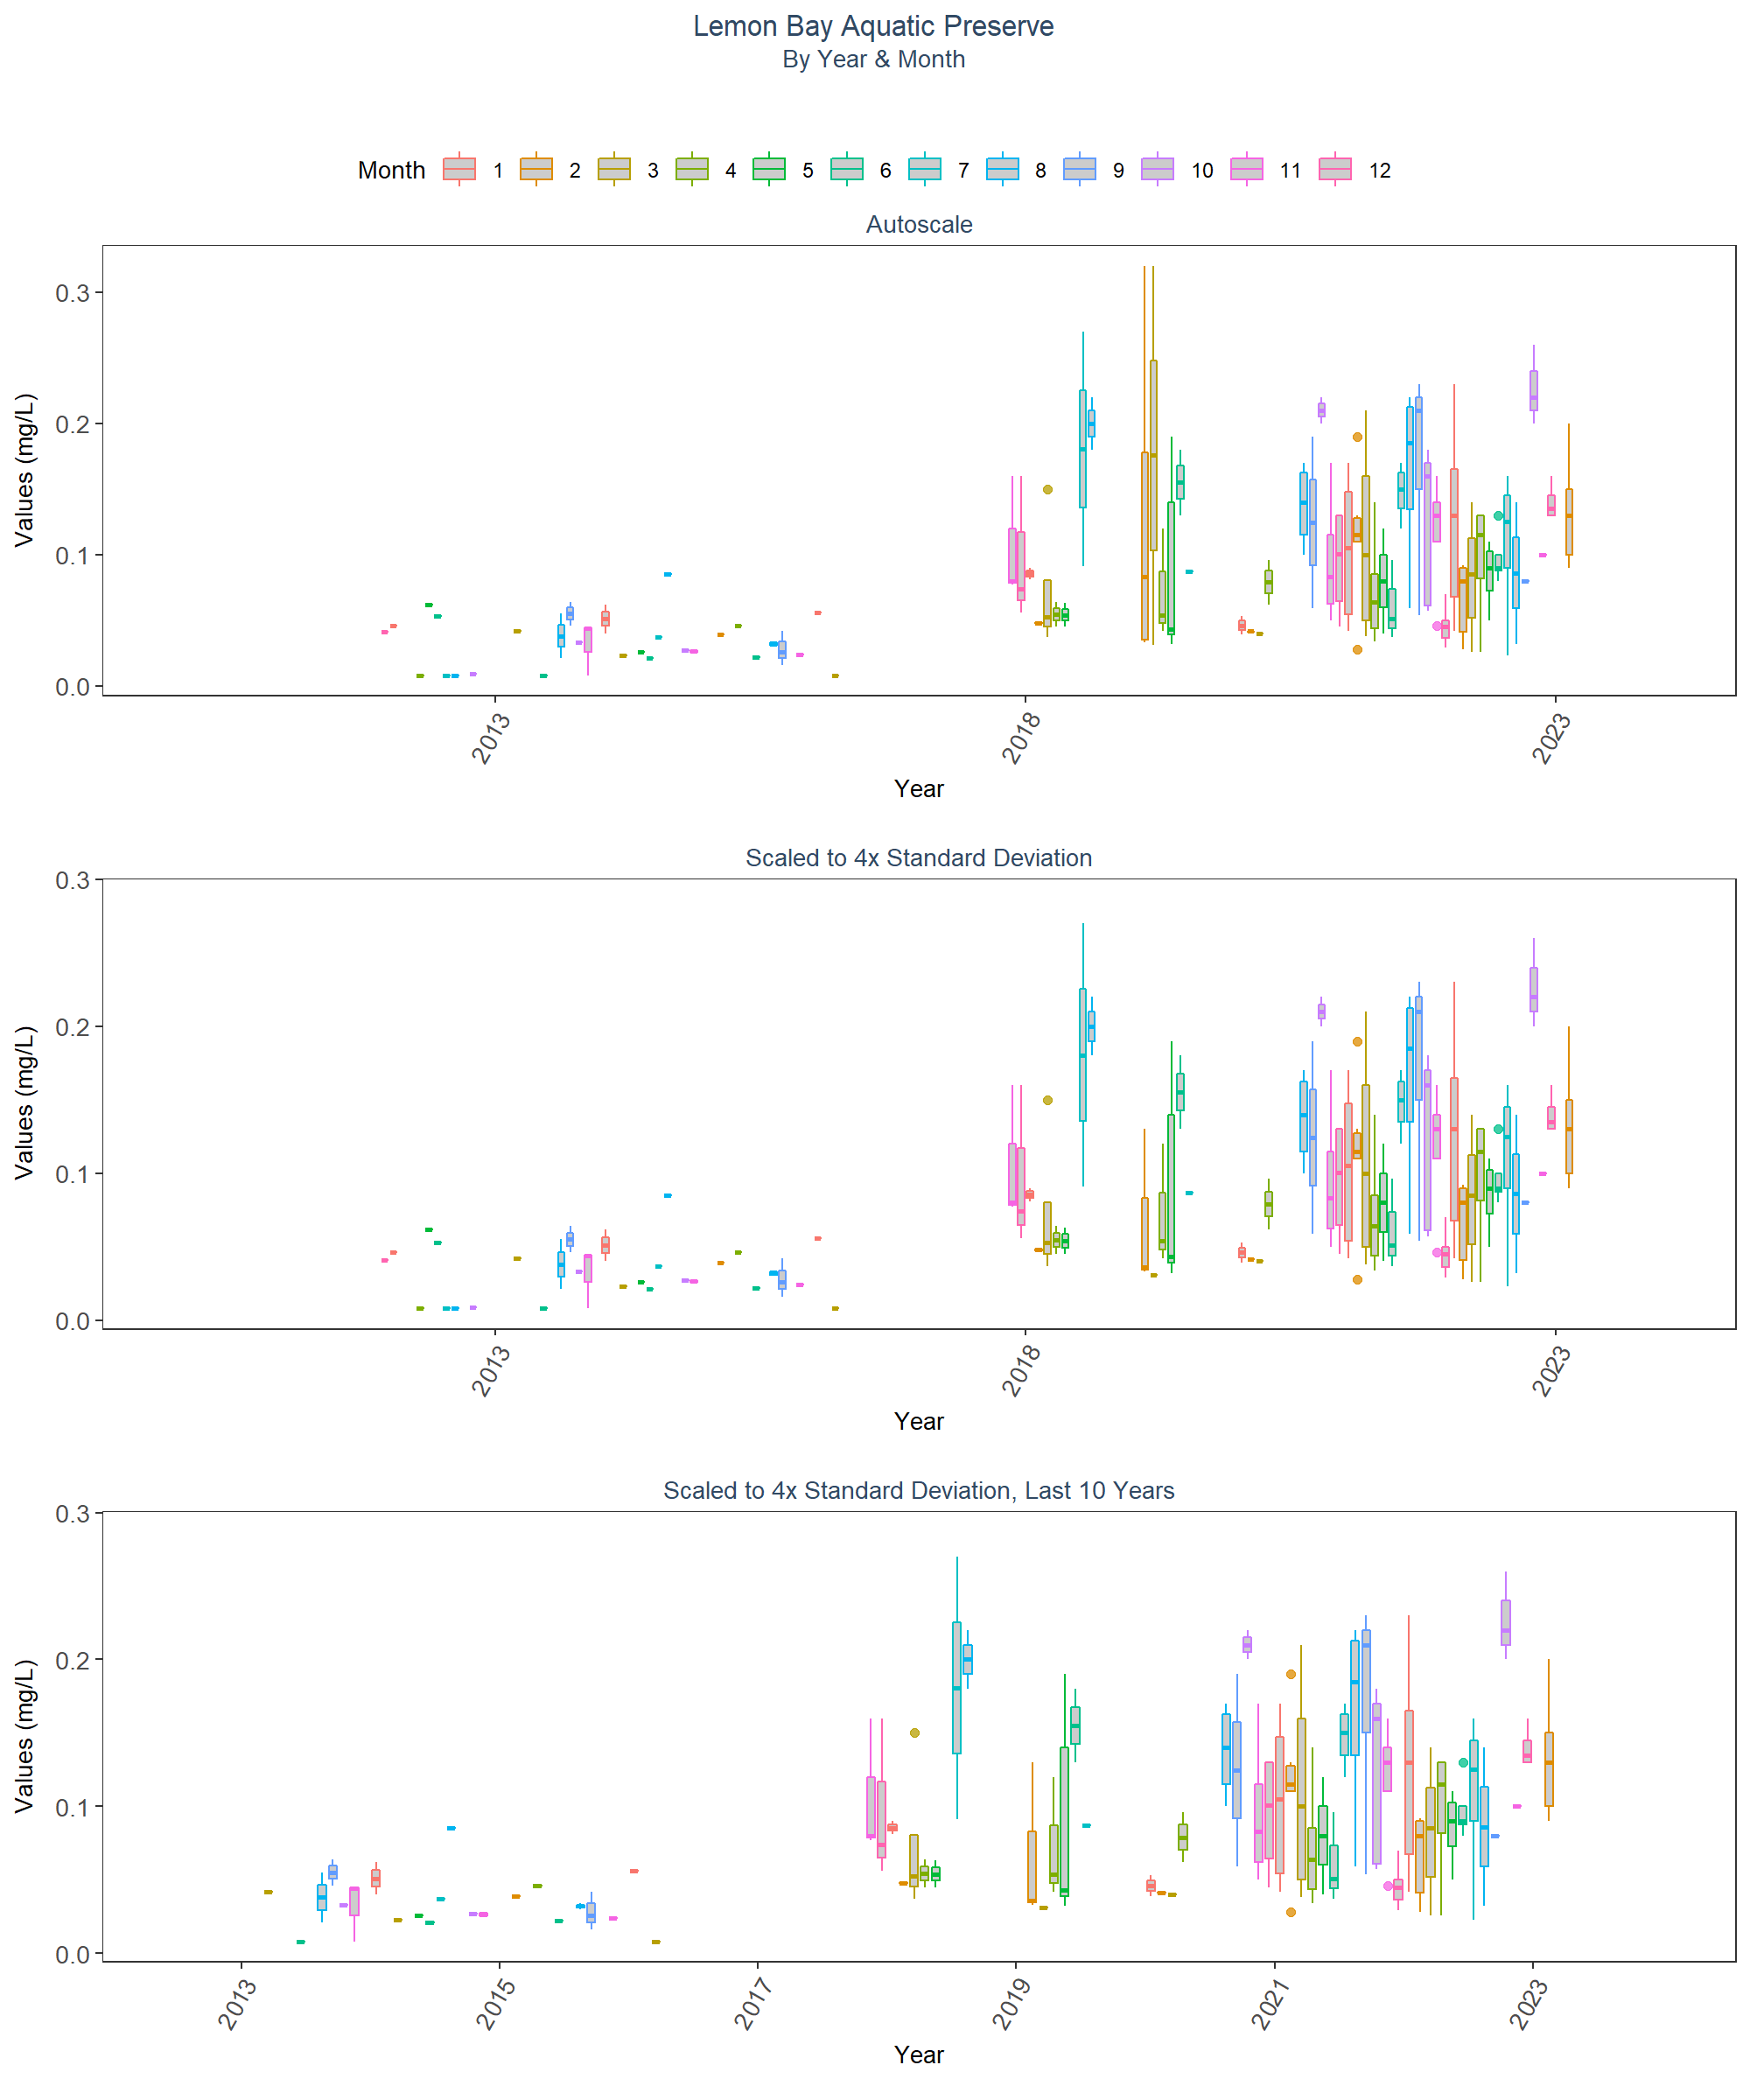 Lemon Bay Aquatic Preserve
By Year & Month
Month 1 2 3 4 5 6 7 8 9 10 11 12
Autoscale
Values (mg/L)
0.3
0.2
0.1
0.0
2013 2018 2023
Year
Scaled to 4x Standard Deviation
Values (mg/L)
0.3
0.2
0.1
0.0
2013 2018 2023
Year
Scaled to 4x Standard Deviation, Last 10 Years
Values (mg/L)
0.3
0.2
0.1
0.0
2013 2015 2017 2019 2021 2023
Year